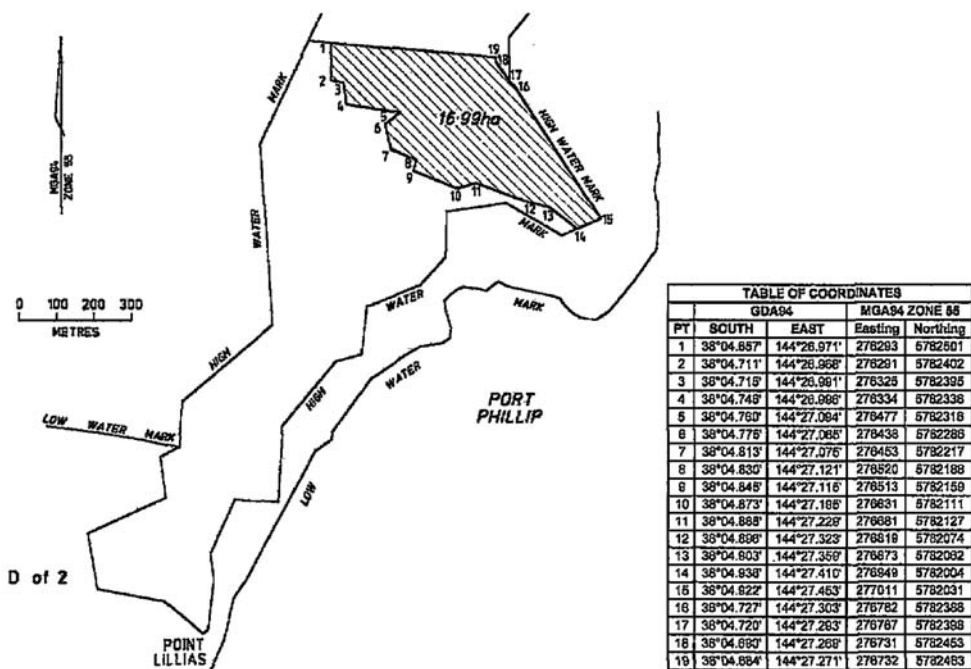 1
2
3
4
5
6
7
8
9
10
11
12
13
14
15
16
17
18
19
16·99ha
HIGH WATER MARK
MARK
WATER
HIGH
MGA94
ZONE 55
0 100 200 300
METRES
MARK
WATER
HIGH
MARK
WATER
LOW
LOW WATER MARK
PORT
PHILLIP
D of 2
POINT
LILLIAS
TABLE OF COORDINATES
GDA94 MGA94 ZONE 55
PT SOUTH EAST Easting Northing
1 38°04.657' 144°26.971' 276293 5782501
2 38°04.711' 144°26.968' 276291 5782402
3 38°04.715' 144°26.991' 276325 5782395
4 38°04.746' 144°26.996' 276334 5782338
5 38°04.760' 144°27.094' 276477 5782316
6 38°04.775' 144°27.065' 276436 5782286
7 38°04.813' 144°27.075' 276453 5782217
8 38°04.830' 144°27.121' 276520 5782188
9 38°04.845' 144°27.115' 276513 5782159
10 38°04.873' 144°27.195' 276631 5782111
11 38°04.865' 144°27.228' 276681 5782127
12 38°04.896' 144°27.323' 276819 5782074
13 38°04.903' 144°27.359' 276873 5782062
14 38°04.936' 144°27.410' 276949 5782004
15 38°04.922' 144°27.453' 277011 5782031
16 38°04.727' 144°27.303' 276782 5782386
17 38°04.720' 144°27.293' 276767 5782398
18 38°04.690' 144°27.269' 276731 5782453
19 38°04.684' 144°27.271' 276732 5782463